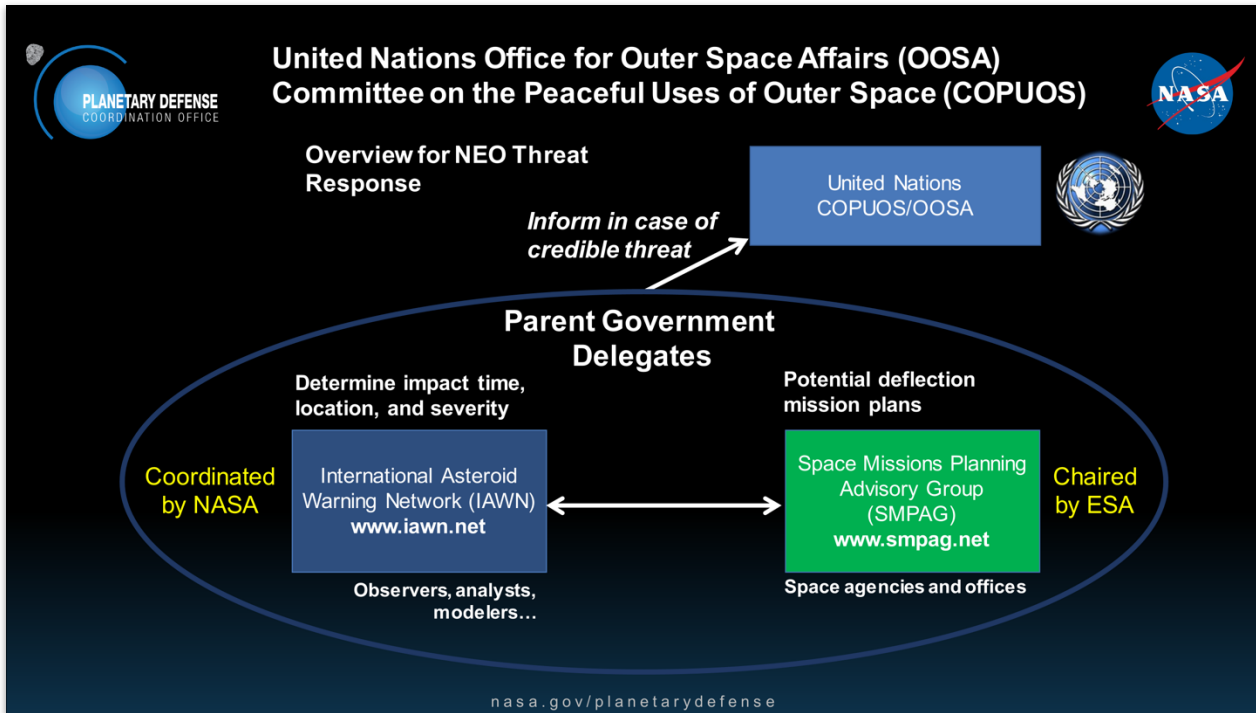 PLANETARY DEFENSE
COORDINATION OFFICE
United Nations Office for Outer Space Affairs (OOSA)
Committee on the Peaceful Uses of Outer Space (COPUOS)
NASA
Overview for NEO Threat
Response
United Nations
COPUOS/OOSA
Inform in case of
credible threat
Parent Government
Delegates
Determine impact time,
location, and severity
Potential deflection
mission plans
Coordinated
by NASA
International Asteroid
Warning Network (IAWN)
www.iawn.net
Space Missions Planning
Advisory Group
(SMPAG)
www.smpag.net
Chaired
by ESA
Observers, analysts,
modelers…
Space agencies and offices
nasa.gov/planetarydefense